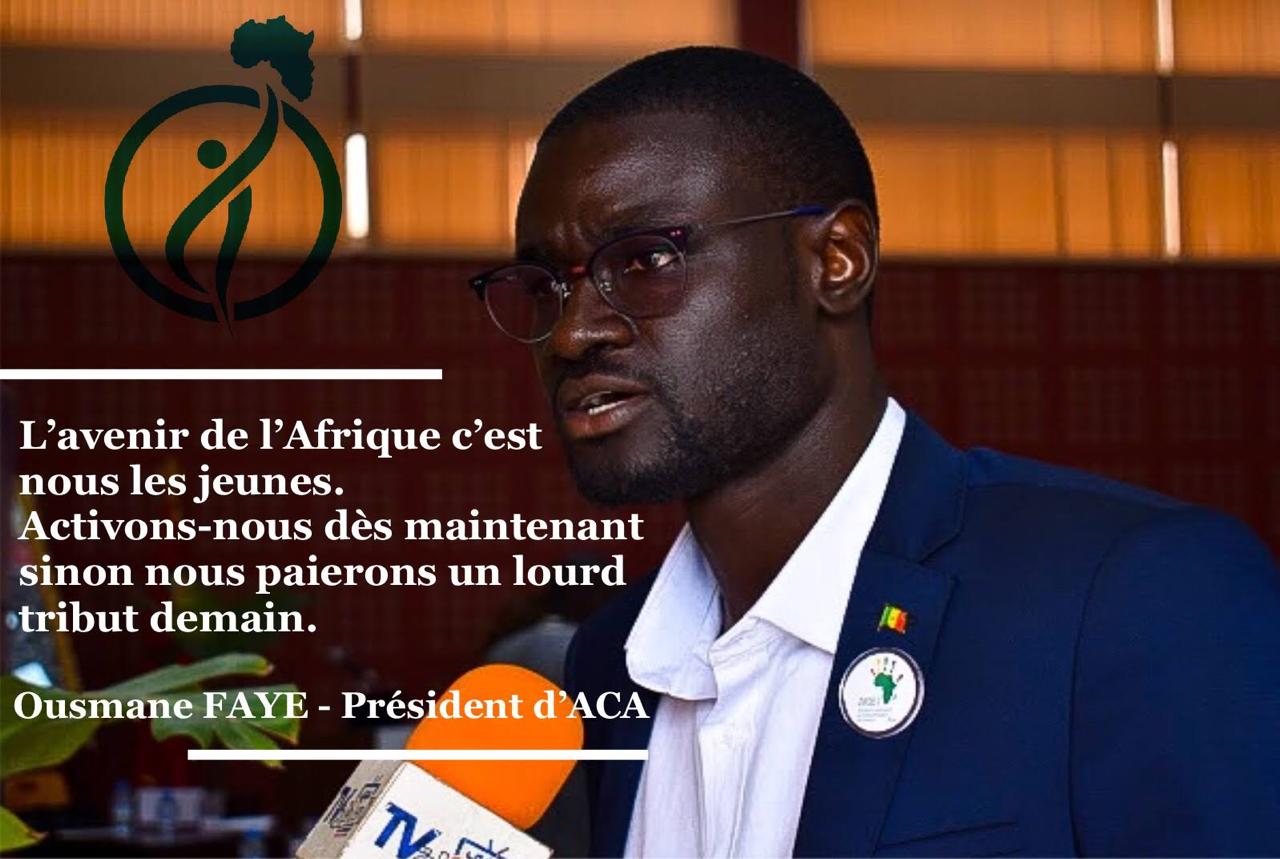 L’avenir de l’Afrique c’est
nous les jeunes.
Activons-nous dès maintenant
sinon nous paierons un lourd
tribut demain.
Ousmane FAYE - Président d’ACA
TV